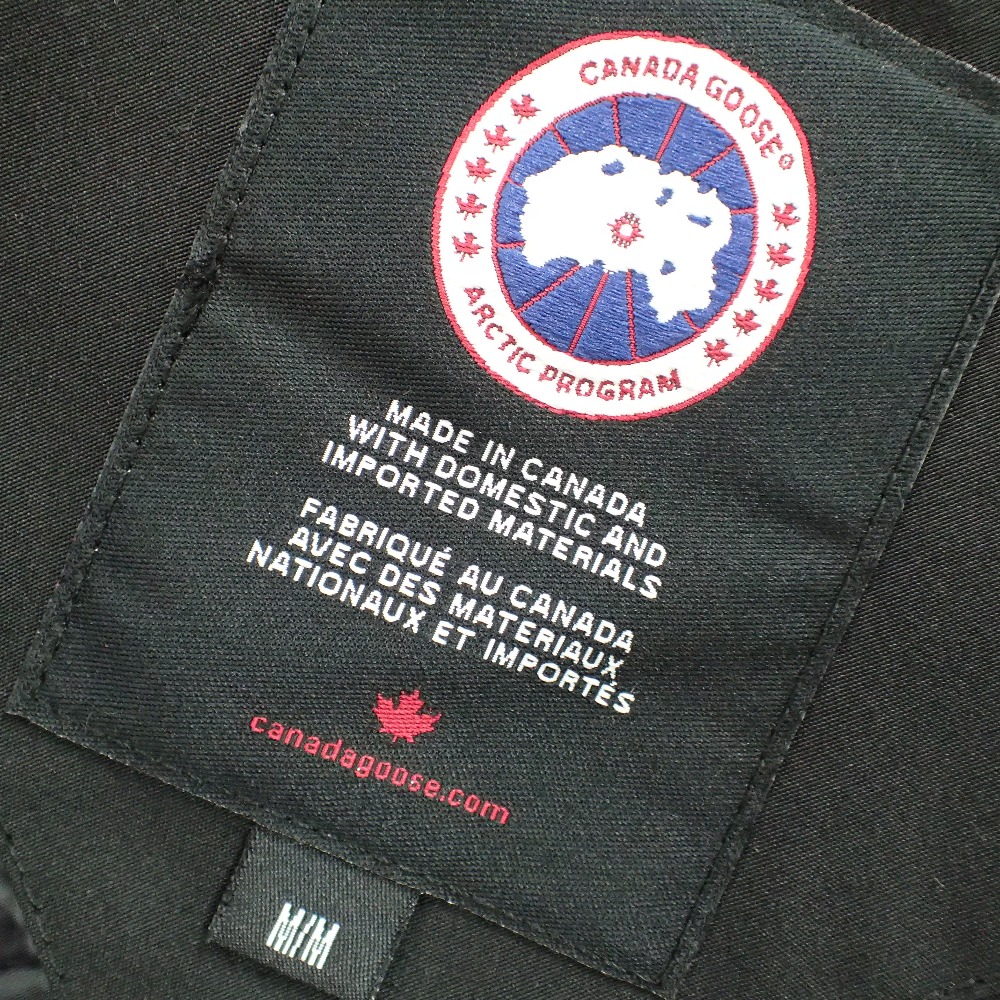 CANADA GOOSE®
ARCTIC PROGRAM
MADE IN CANADA
WITH DOMESTIC AND
IMPORTED MATERIALS
FABRIQUÉ AU CANADA
AVEC DES MATERIAUX
NATIONAUX ET IMPORTÉS
canadagoose.com
M/M